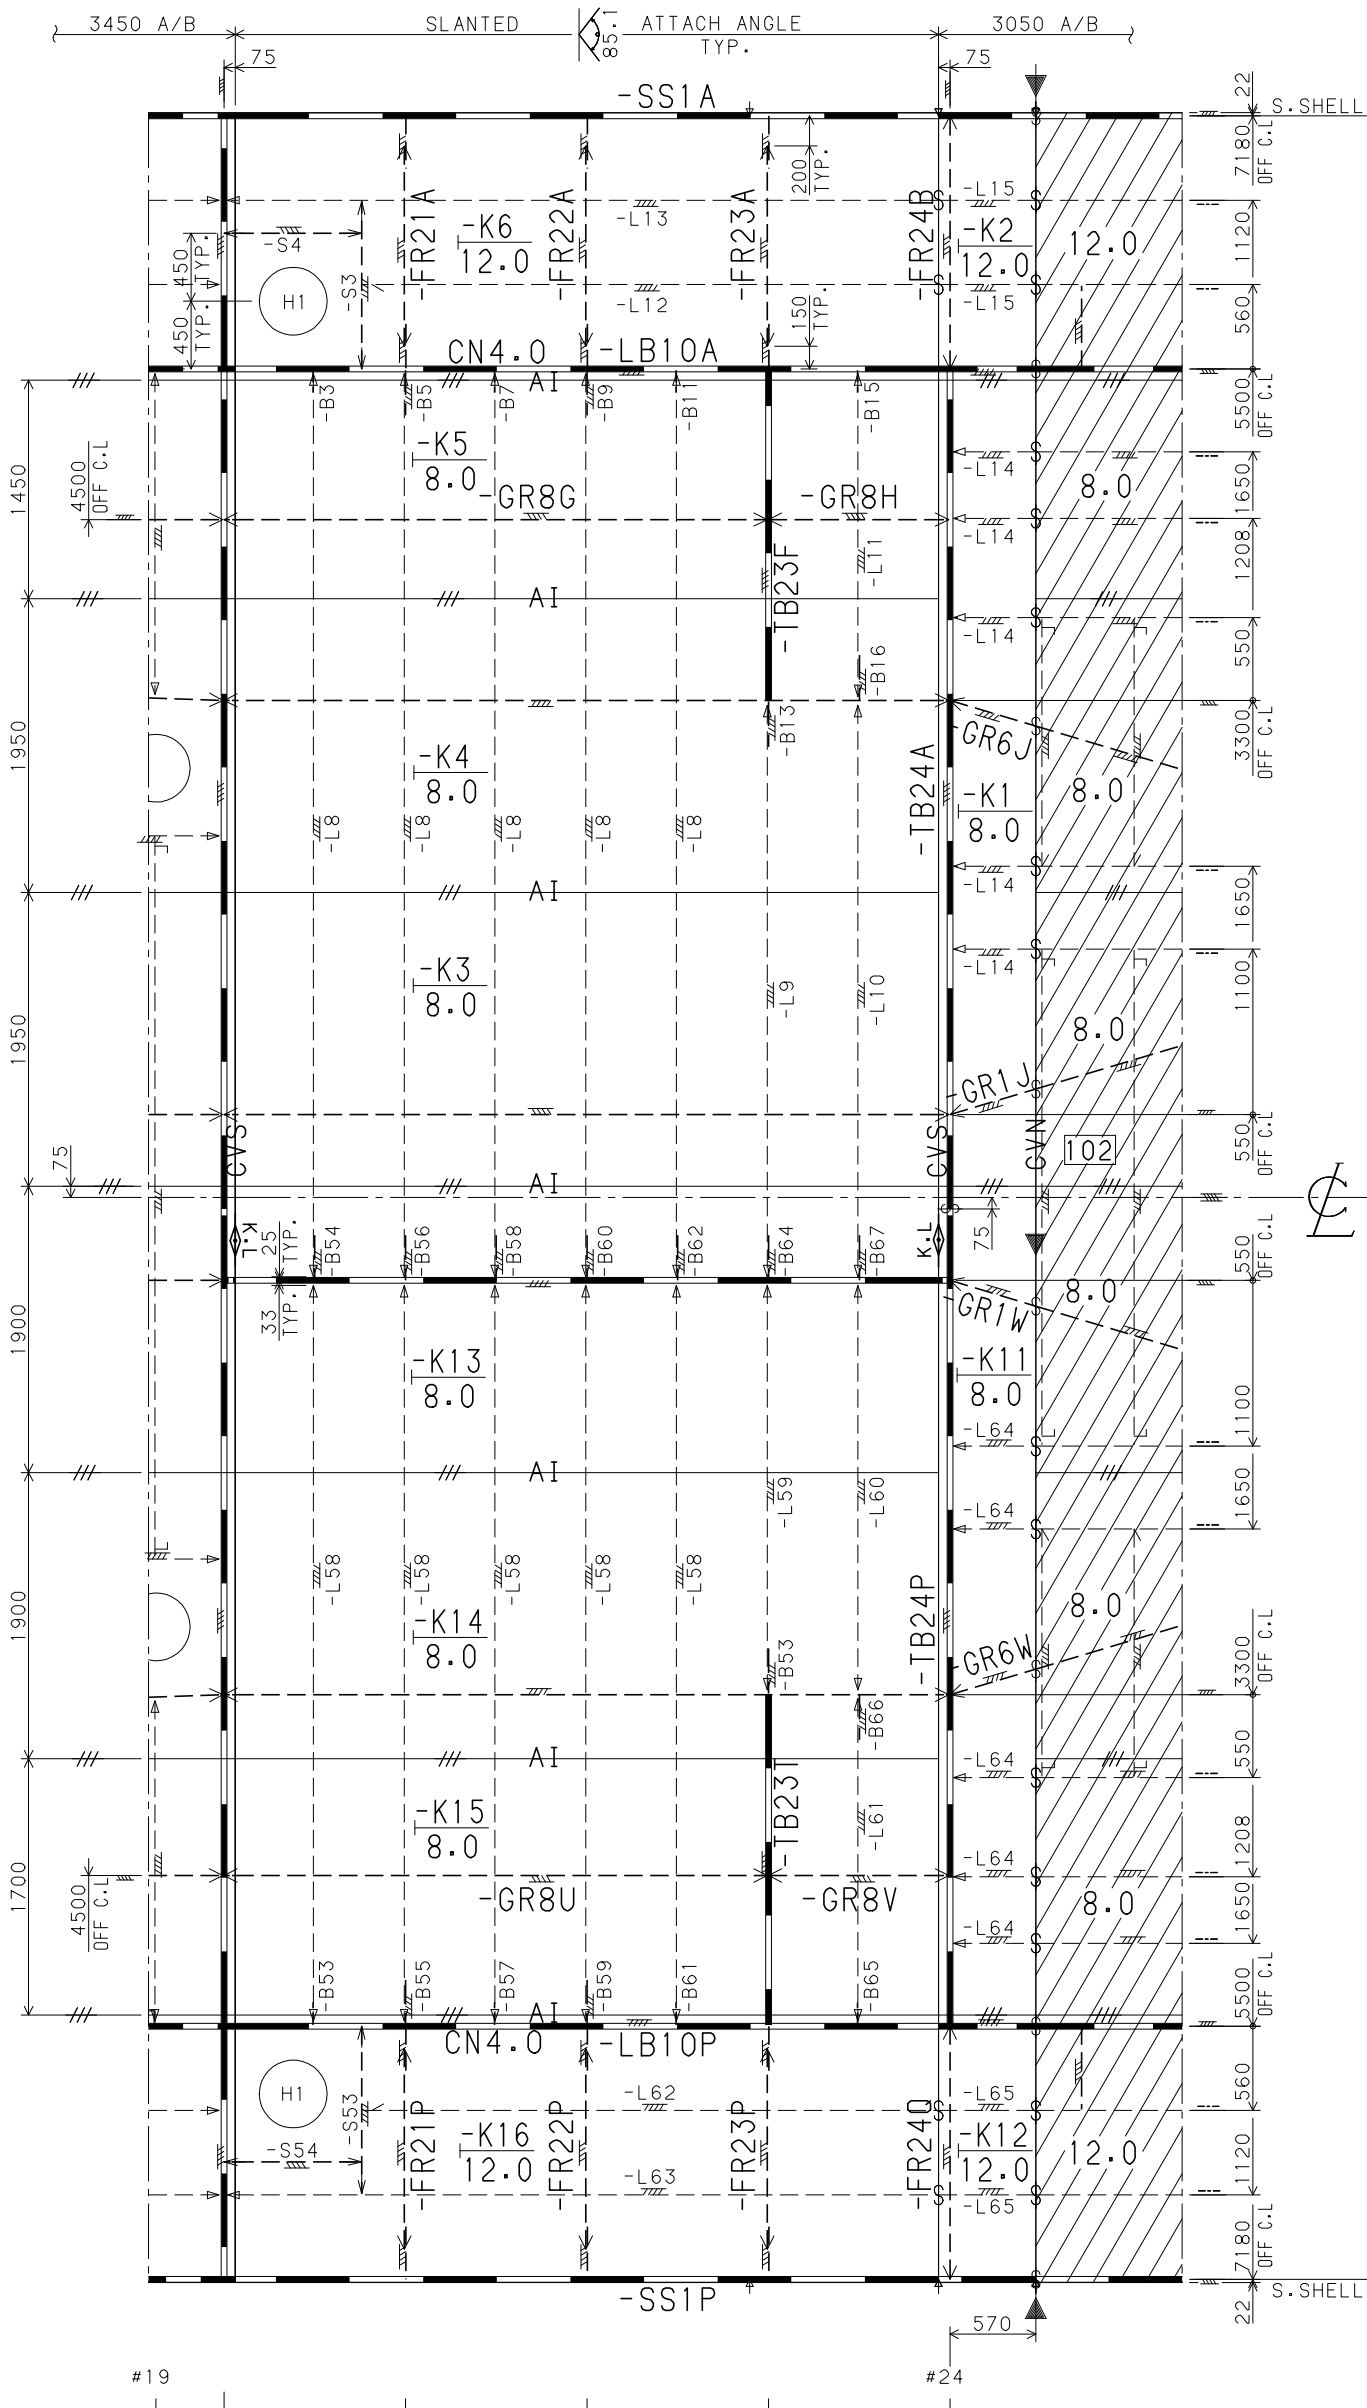 3450 A/B
SLANTED
85.1
ATTACH ANGLE
TYP.
3050 A/B
75
75
22
-SS1A
S.SHELL
7180
OFF C.L
200
TYP.
-L15
-S4
-FR21A
-K6
12.0
-FR22A
-L13
-FR23A
-FR24B
-K2
12.0
12.0
1120
450
TYP.
H1
-S3
-L12
-L15
150
TYP.
560
450
TYP.
CN4.0
-LB10A
AI
-B3
-B5
-B7
-B9
-B11
-B15
5500
OFF C.L
-K5
8.0
-L14
8.0
1650
1450
4500
OFF C.L
-GR8G
-GR8H
-L14
1208
-L11
-TB23F
AI
-L14
550
-B16
-B13
-GR6J
3300
OFF C.L
1950
-K4
8.0
-TB24A
-K1
8.0
8.0
-L8
-L8
-L8
-L8
-L8
-L14
AI
1650
-K3
8.0
-L9
-L10
-L14
1100
1950
8.0
-GR1J
CVS
CVS
CVN
102
550
OFF C.L
75
AI
K.L
25
TYP.
-B54
-B56
-B58
-B60
-B62
-B64
-B67
K.L
75
550
OFF C.L
8.0
33
TYP.
-GR1W
1900
-K13
8.0
-K11
8.0
1100
-L64
AI
-L59
-L60
1650
-L64
-L58
-L58
-L58
-L58
-L58
1900
-K14
8.0
-TB24P
8.0
-B53
-GR6W
3300
OFF C.L
-B66
AI
-L64
550
-K15
8.0
-TB23T
-L61
1700
-L64
1208
4500
OFF C.L
-GR8U
-GR8V
8.0
1650
-L64
-B53
-B55
-B57
-B59
-B61
-B65
5500
OFF C.L
AI
CN4.0
-LB10P
H1
-S53
-L62
-L65
560
-S54
-FR21P
-K16
12.0
-FR22P
-FR23P
-FR24Q
-K12
12.0
12.0
1120
-L63
-L65
7180
OFF C.L
-SS1P
S.SHELL
22
570
#19
#24